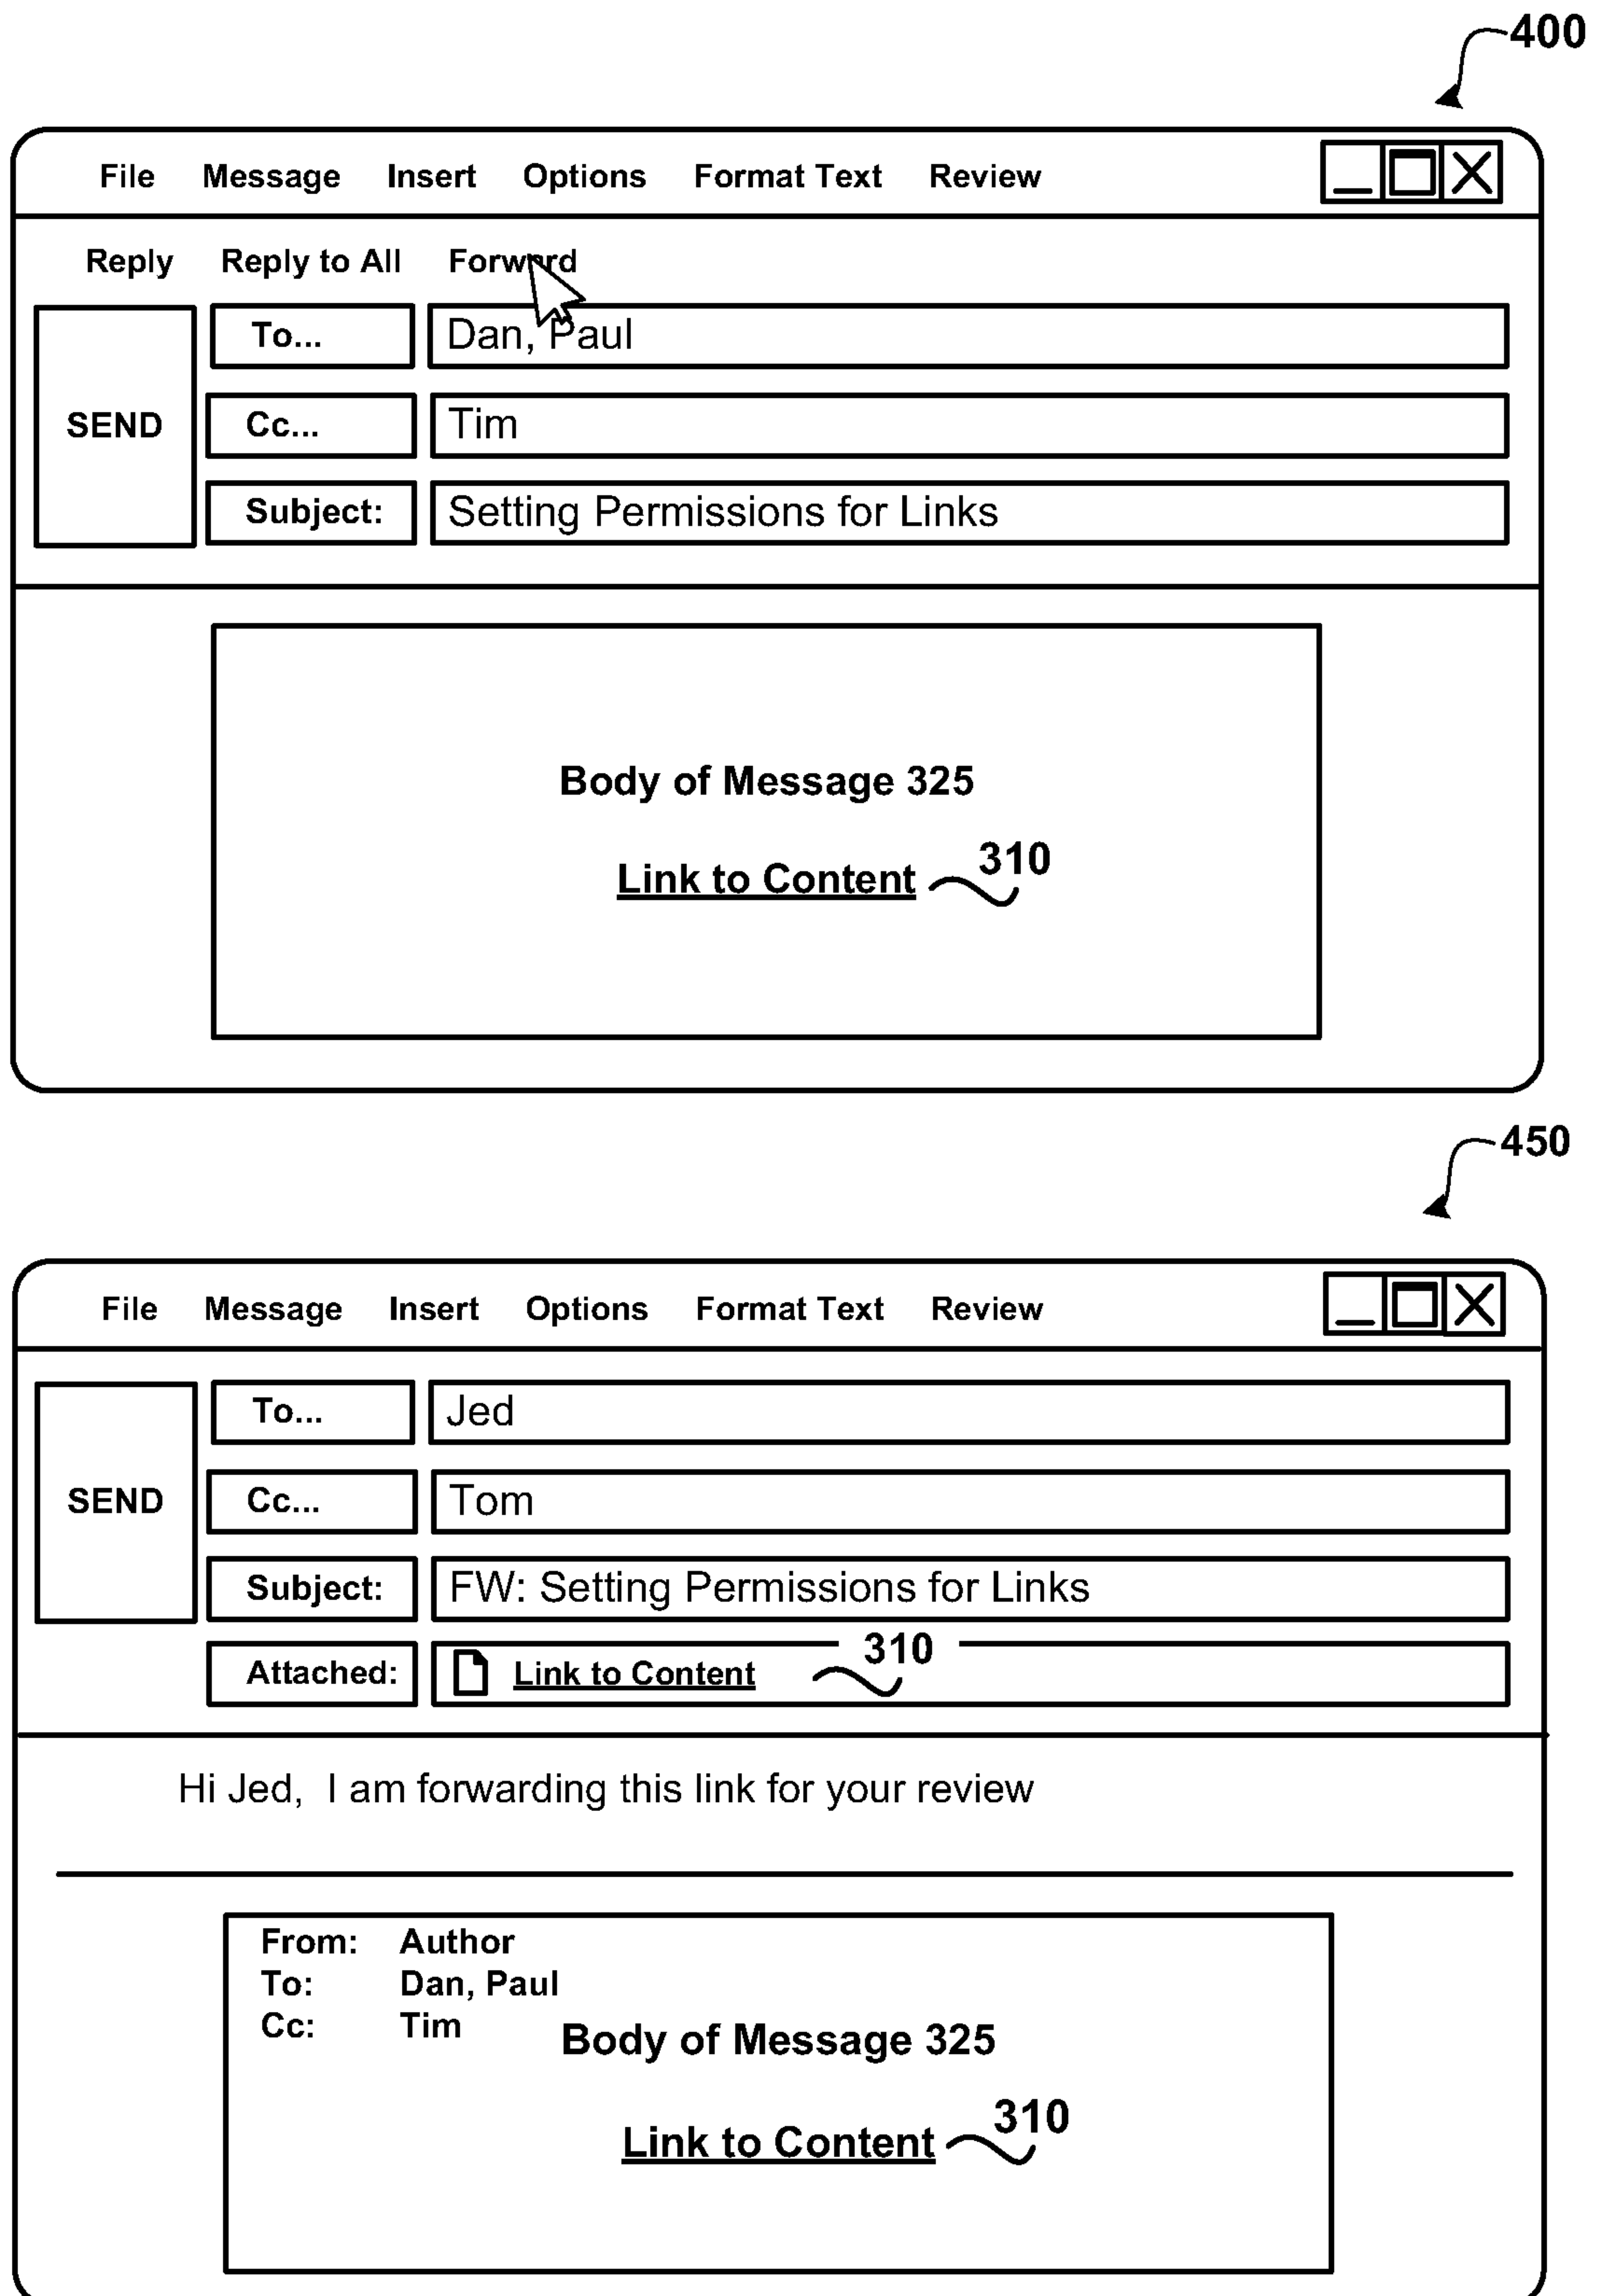 400
File Message Insert Options Format Text Review
Reply Reply to All Forward
To... Dan, Paul
SEND Cc... Tim
Subject: Setting Permissions for Links
Body of Message 325
Link to Content 310
450
File Message Insert Options Format Text Review
To... Jed
SEND Cc... Tom
Subject: FW: Setting Permissions for Links
Attached: Link to Content 310
Hi Jed, I am forwarding this link for your review
From: Author
To: Dan, Paul
Cc: Tim
Body of Message 325
Link to Content 310